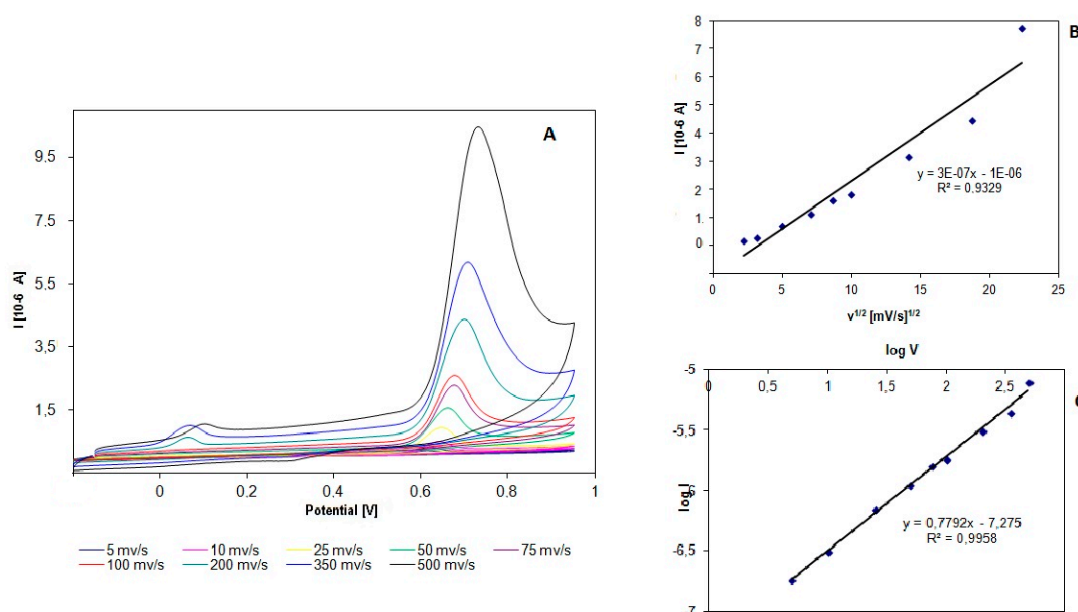 A
9.5
7.5
5.5
3,5
1,5
I [10-6 A]
0
0.2
0.4
0.6
0.8
1
Potential [V]
5 mv/s
10 mv/s
25 mv/s
50 mv/s
75 mv/s
100 mv/s
200 mv/s
350 mv/s
500 mv/s
B
8
7
6
5
4
3
2
1.
0
I [10-6 A]
y = 3E-07x - 1E-06
R² = 0.9329
0
5
10
15
20
25
v1/2 [mV/s]1/2
log V
0
0,5
1
1,5
2
2.5
-5
-5,5
-6
-6,5
-7
log I
y = 0,7792x - 7,275
R² = 0,9958